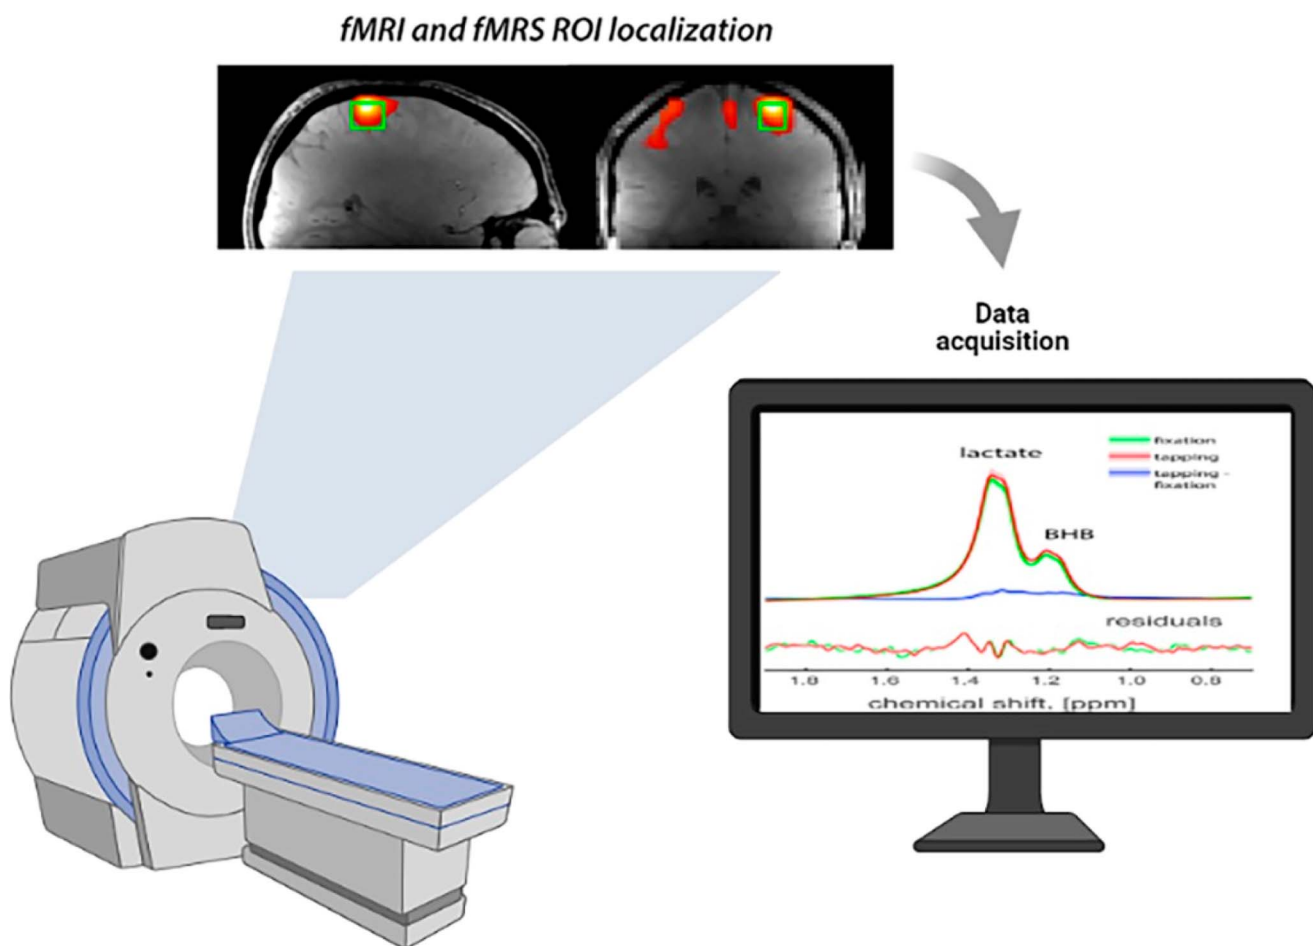 fMRI and fMRS ROI localization
Data
acquisition
fixation
tapping
tapping -
fixation
lactate
BHB
residuals
1.8 1.6 1.4 1.2 1.0 0.8
chemical shift, [ppm]